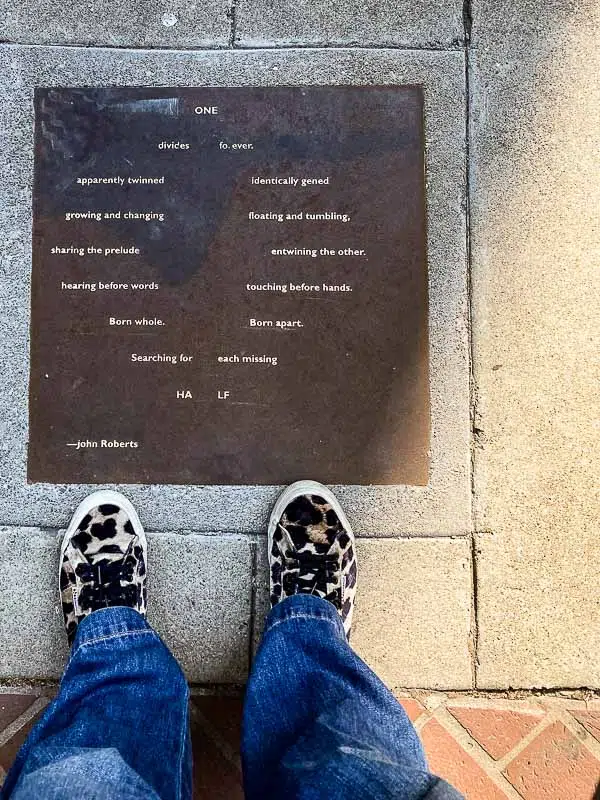 ONE
divides fo. ever.
apparently twinned identically gened
growing and changing floating and tumbling,
sharing the prelude entwining the other.
hearing before words touching before hands.
Born whole. Born apart.
Searching for each missing
HA LF
—john Roberts